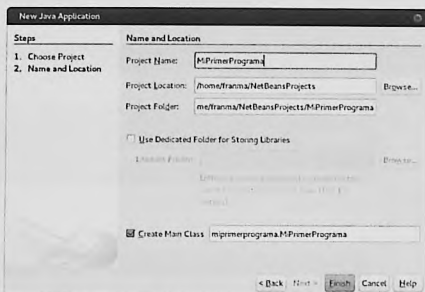 New Java Application
Steps
1. Choose Project
2. Name and Location
Name and Location
Project Name: MiPrimerPrograma
Project Location: /home/franma/NetBeansProjects Browse...
Project Folder: me/franma/NetBeansProjects/MiPrimerPrograma
Use Dedicated Folder for Storing Libraries
Browse...
Create Main Class miprimerprograma.MiPrimerPrograma
< Back Next > Finish Cancel Help